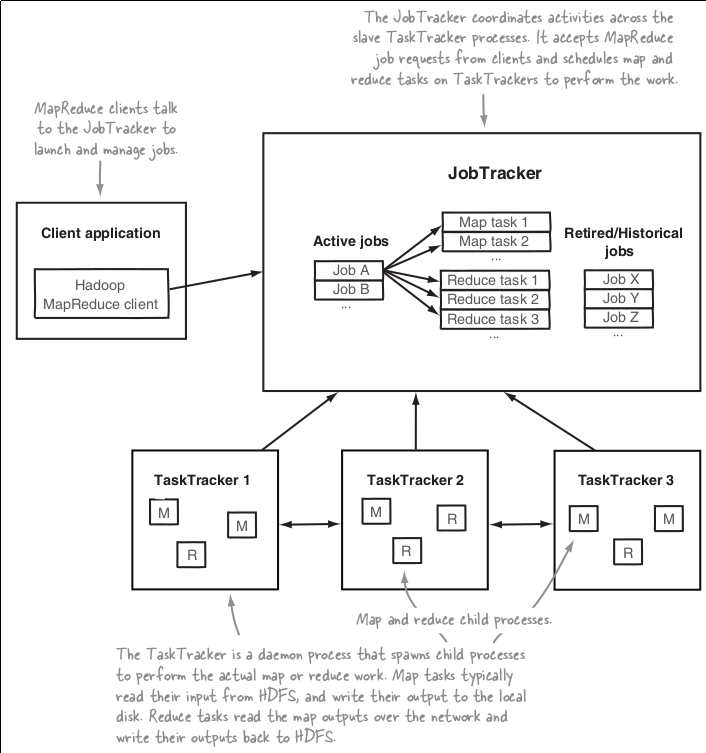 The JobTracker coordinates activities across the
slave TaskTracker processes. It accepts MapReduce
job requests from clients and schedules map and
reduce tasks on TaskTrackers to perform the work.
MapReduce clients talk
to the JobTracker to
launch and manage jobs.
JobTracker
Client application
Hadoop
MapReduce client
Active jobs
Job A
Job B
...
Map task 1
Map task 2
...
Reduce task 1
Reduce task 2
Reduce task 3
...
Retired/Historical
jobs
Job X
Job Y
Job Z
...
TaskTracker 1
M
M
R
TaskTracker 2
M
R
R
TaskTracker 3
M
M
R
Map and reduce child processes.
The TaskTracker is a daemon process that spawns child processes
to perform the actual map or reduce work. Map tasks typically
read their input from HDFS, and write their output to the local
disk. Reduce tasks read the map outputs over the network and
write their outputs back to HDFS.